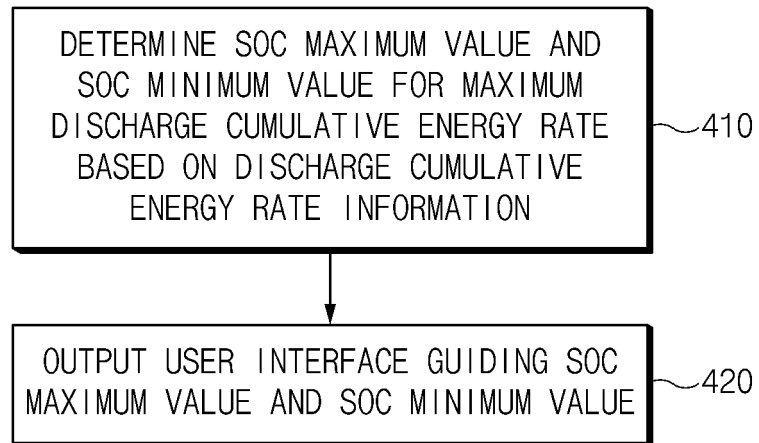 DETERMINE SOC MAXIMUM VALUE AND
SOC MINIMUM VALUE FOR MAXIMUM
DISCHARGE CUMULATIVE ENERGY RATE
BASED ON DISCHARGE CUMULATIVE
ENERGY RATE INFORMATION
410
OUTPUT USER INTERFACE GUIDING SOC
MAXIMUM VALUE AND SOC MINIMUM VALUE
420